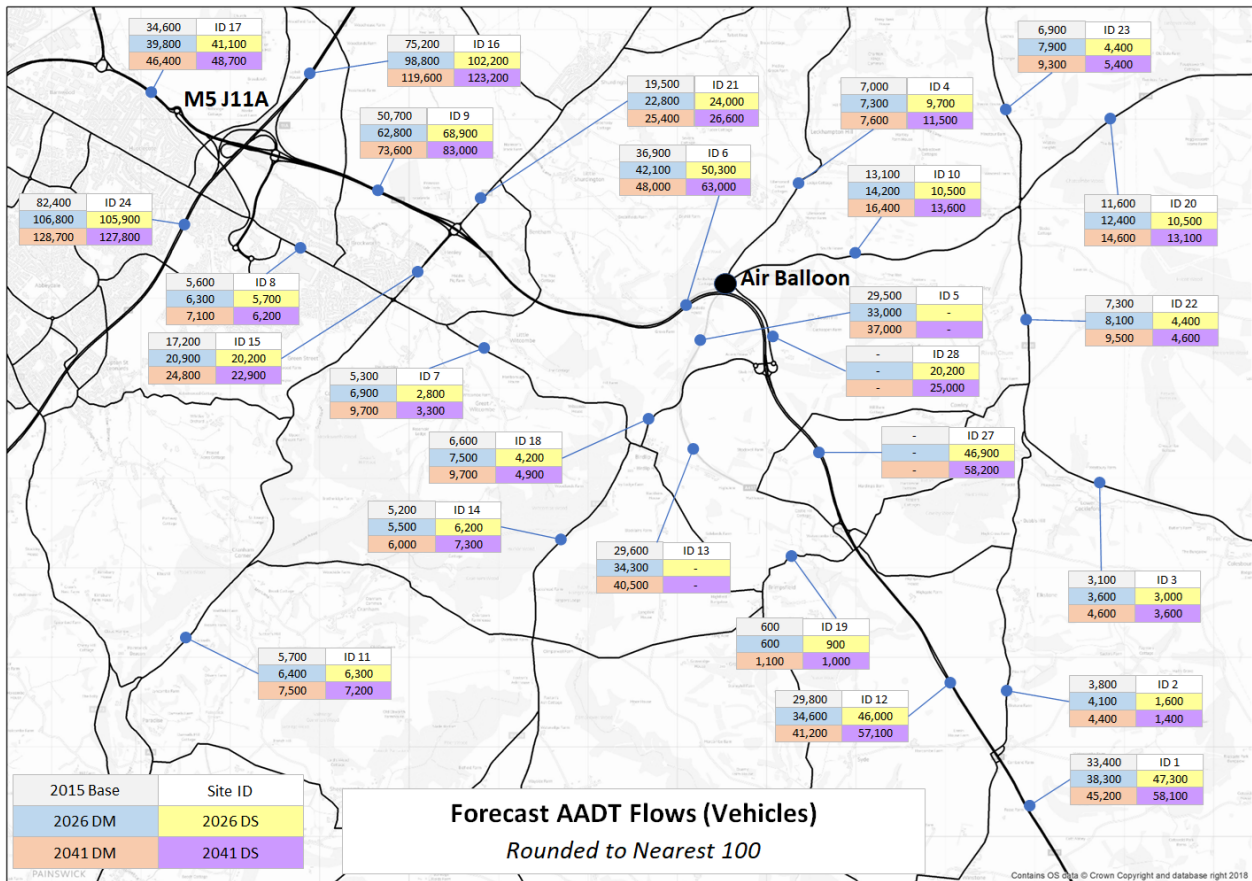 34,600 ID 17
39,800 41,100
46,400 48,700
75,200 ID 16
98,800 102,200
119,600 123,200
6,900 ID 23
7,900 4,400
9,300 5,400
M5 J11A
19,500 ID 21
22,800 24,000
25,400 26,600
7,000 ID 4
7,300 9,700
7,600 11,500
50,700 ID 9
62,800 68,900
73,600 83,000
36,900 ID 6
42,100 50,300
48,000 63,000
13,100 ID 10
14,200 10,500
16,400 13,600
82,400 ID 24
106,800 105,900
128,700 127,800
11,600 ID 20
12,400 10,500
14,600 13,100
Air Balloon
5,600 ID 8
6,300 5,700
7,100 6,200
29,500 ID 5
33,000 -
37,000 -
7,300 ID 22
8,100 4,400
9,500 4,600
17,200 ID 15
20,900 20,200
24,800 22,900
- ID 28
- 20,200
- 25,000
5,300 ID 7
6,900 2,800
9,700 3,300
6,600 ID 18
7,500 4,200
9,700 4,900
- ID 27
- 46,900
- 58,200
5,200 ID 14
5,500 6,200
6,000 7,300
29,600 ID 13
34,300 -
40,500 -
3,100 ID 3
3,600 3,000
4,600 3,600
600 ID 19
600 900
1,100 1,000
5,700 ID 11
6,400 6,300
7,500 7,200
29,800 ID 12
34,600 46,000
41,200 57,100
3,800 ID 2
4,100 1,600
4,400 1,400
33,400 ID 1
38,300 47,300
45,200 58,100
2015 Base Site ID
2026 DM 2026 DS
2041 DM 2041 DS
Forecast AADT Flows (Vehicles)
Rounded to Nearest 100
PAINSWICK
Contains OS data © Crown Copyright and database right 2018